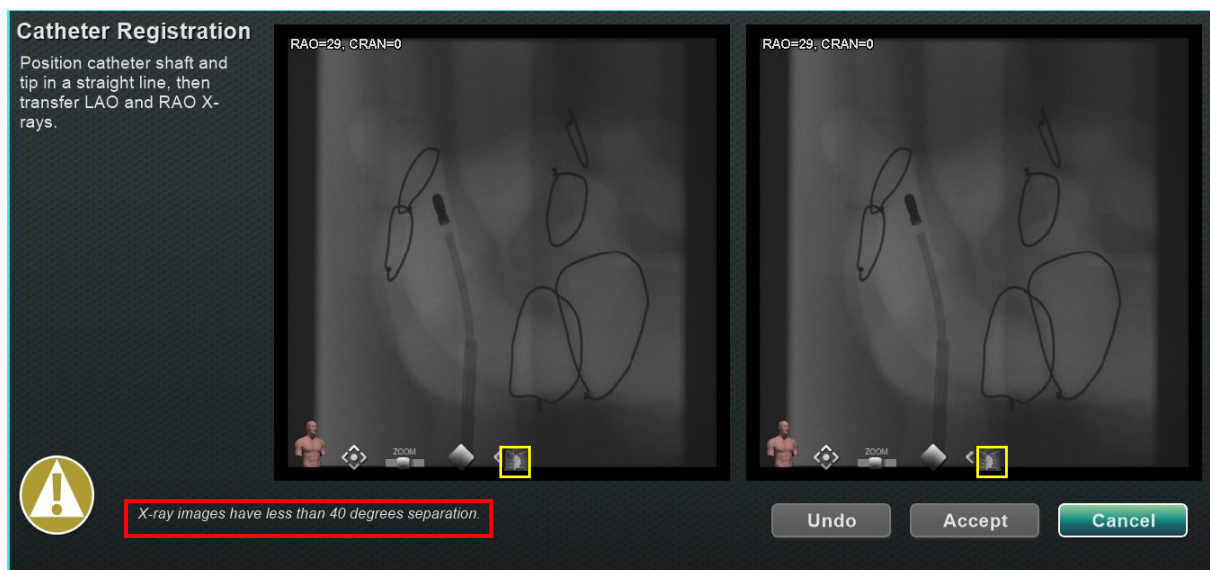 Catheter Registration
Position catheter shaft and
tip in a straight line, then
transfer LAO and RAO X-
rays.
RAO=29, CRAN=0
RAO=29, CRAN=0
ZOOM
ZOOM
X-ray images have less than 40 degrees separation.
Undo
Accept
Cancel